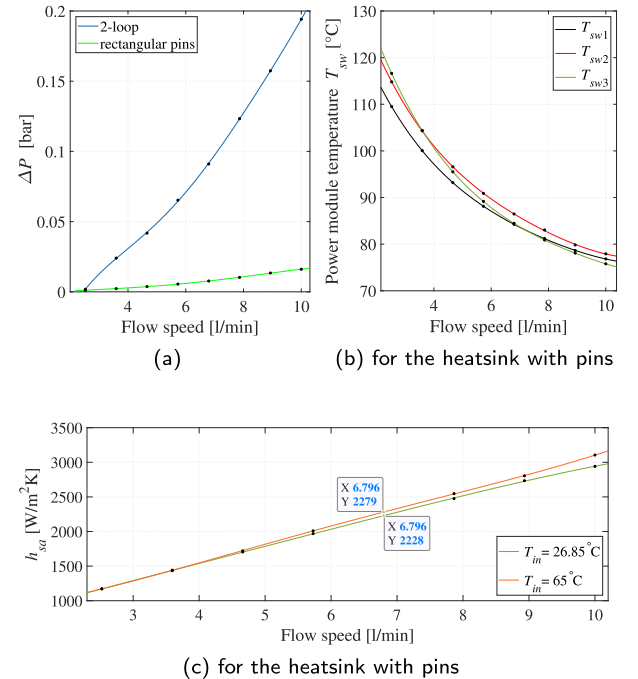 0.2
0.15
0.1
0.05
0
ΔP [bar]
2-loop
rectangular pins
4 6 8 10
Flow speed [l/min]
(a)
130
120
110
100
90
80
70
Power module temperature T_sw [°C]
T_sw1
T_sw2
T_sw3
4 6 8 10
Flow speed [l/min]
(b) for the heatsink with pins
3500
3000
2500
2000
1500
1000
h_sa [W/m²K]
X 6.796
Y 2279
X 6.796
Y 2228
T_in = 26.85°C
T_in = 65°C
3 4 5 6 7 8 9 10
Flow speed [l/min]
(c) for the heatsink with pins